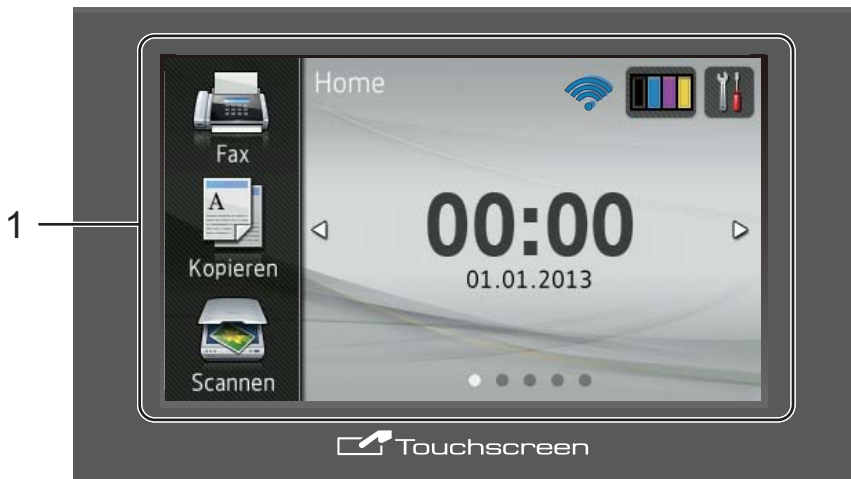 Home
Fax
A
Kopieren
Scannen
00:00
01.01.2013
1
Touchscreen